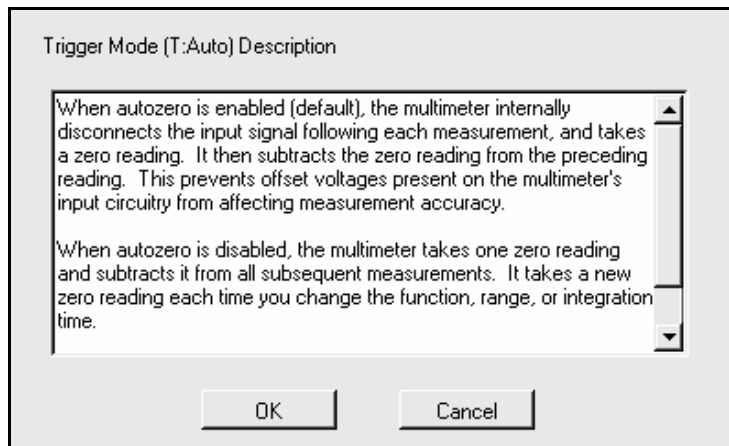 Trigger Mode (T:Auto) Description
When autozero is enabled (default), the multimeter internally
disconnects the input signal following each measurement, and takes
a zero reading.  It then subtracts the zero reading from the preceding
reading.  This prevents offset voltages present on the multimeter's
input circuitry from affecting measurement accuracy.
When autozero is disabled, the multimeter takes one zero reading
and subtracts it from all subsequent measurements.  It takes a new
zero reading each time you change the function, range, or integration
time.
OK Cancel